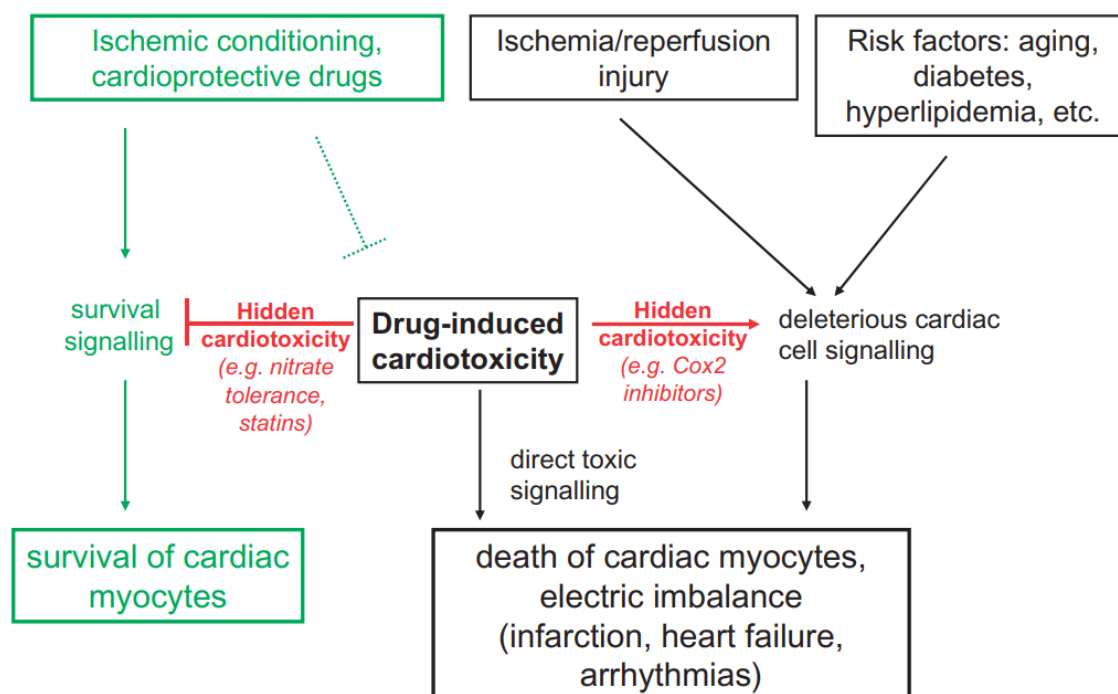 Ischemic conditioning,
cardioprotective drugs
Ischemia/reperfusion
injury
Risk factors: aging,
diabetes,
hyperlipidemia, etc.
survival
signalling
Hidden
cardiotoxicity
(e.g. nitrate
tolerance,
statins)
Drug-induced
cardiotoxicity
Hidden
cardiotoxicity
(e.g. Cox2
inhibitors)
deleterious cardiac
cell signalling
direct toxic
signalling
survival of cardiac
myocytes
death of cardiac myocytes,
electric imbalance
(infarction, heart failure,
arrhythmias)